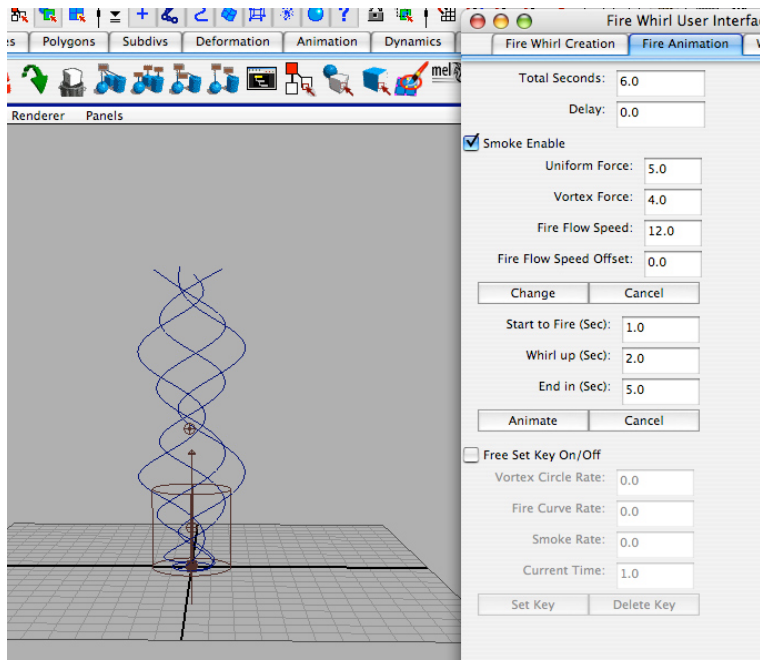 Fire Whirl User Interfa
Polygons Subdivs Deformation Animation Dynamics
Fire Whirl Creation Fire Animation
mel
Renderer Panels
Total Seconds: 6.0
Delay: 0.0
Smoke Enable
Uniform Force: 5.0
Vortex Force: 4.0
Fire Flow Speed: 12.0
Fire Flow Speed Offset: 0.0
Change Cancel
Start to Fire (Sec): 1.0
Whirl up (Sec): 2.0
End in (Sec): 5.0
Animate Cancel
Free Set Key On/Off
Vortex Circle Rate: 0.0
Fire Curve Rate: 0.0
Smoke Rate: 0.0
Current Time: 1.0
Set Key Delete Key